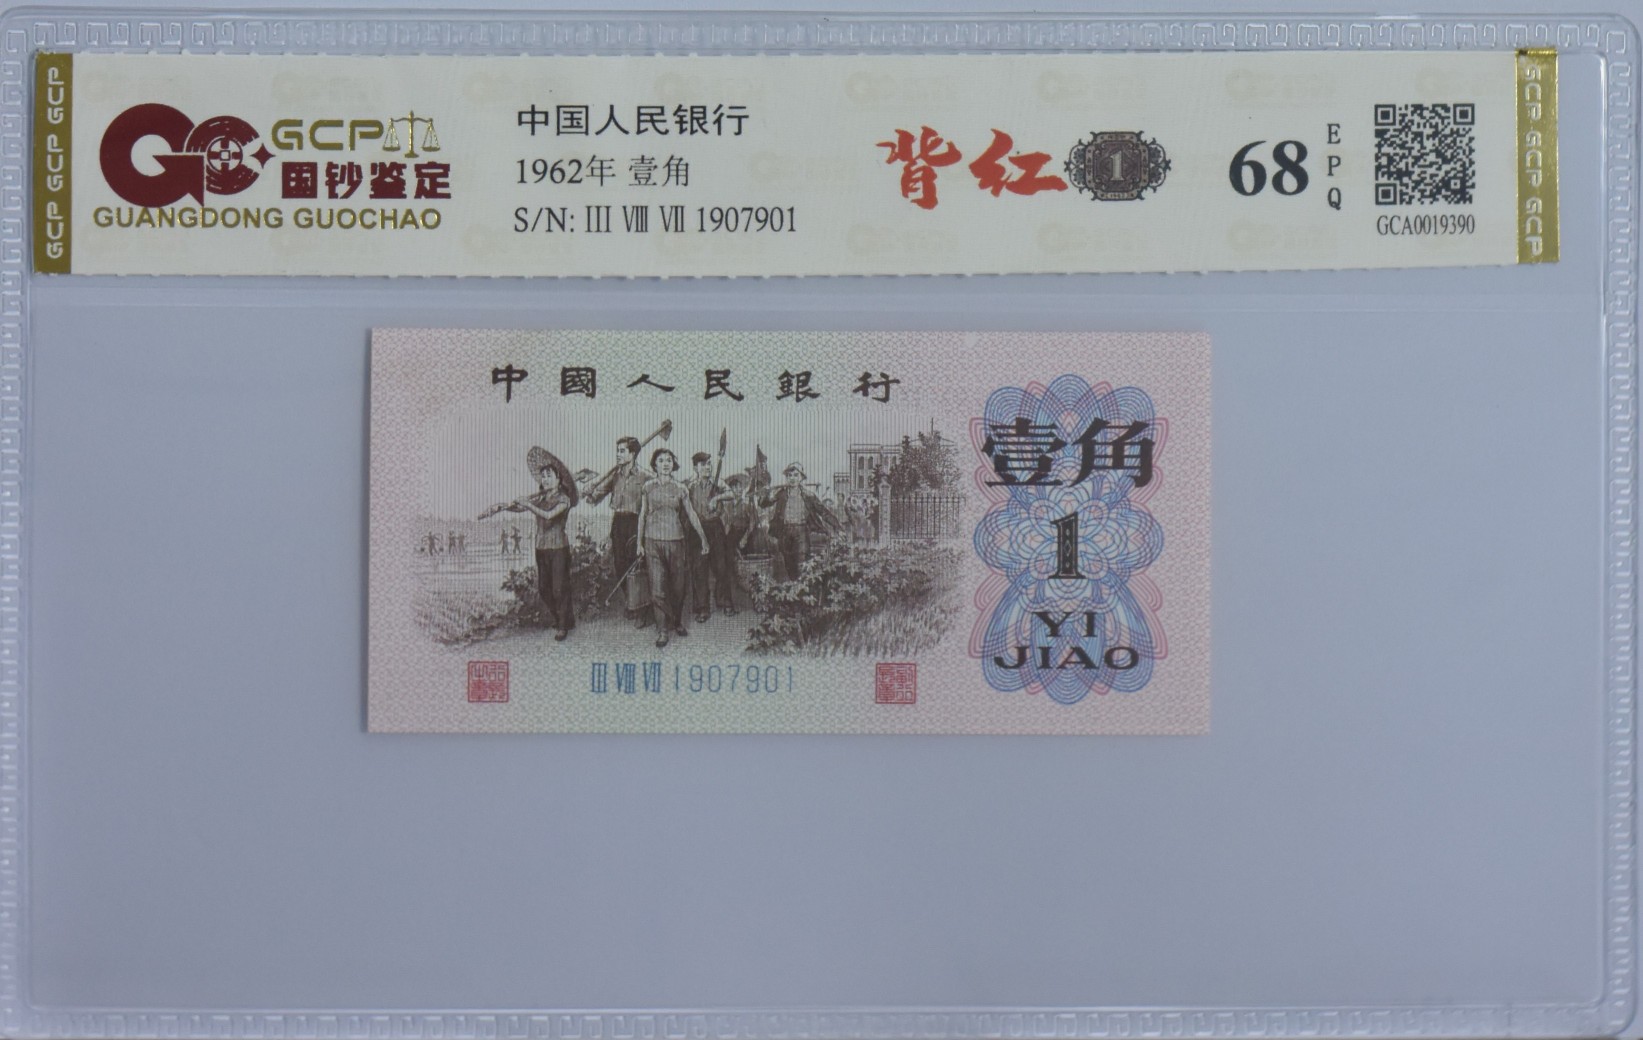 GCP
国钞鉴定
GUANGDONG GUOCHAO
中国人民银行
1962年 壹角
S/N: III VIII VII 1907901
背红
1
68
EPQ
GCA0019390
GCP GCP GCP
GCP GCP GCP
中國人民銀行
壹角
1
YI
JIAO
III VIII VII 1907901